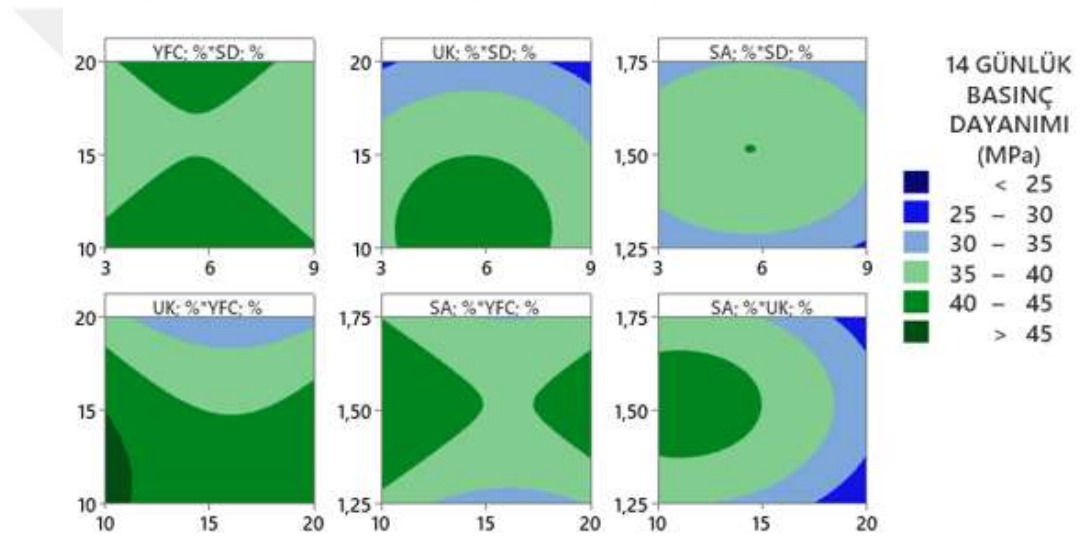 YFC; %*SD; %
UK; %*SD; %
SA; %*SD; %
20
15
10
3
6
9
20
15
10
3
6
9
1,75
1,50
1,25
3
6
9
UK; %*YFC; %
SA; %*YFC; %
SA; %*UK; %
20
15
10
10
15
20
1,75
1,50
1,25
10
15
20
1,75
1,50
1,25
10
15
20
14 GÜNLÜK
BASINÇ
DAYANIMI
(MPa)
< 25
25 – 30
30 – 35
35 – 40
40 – 45
> 45